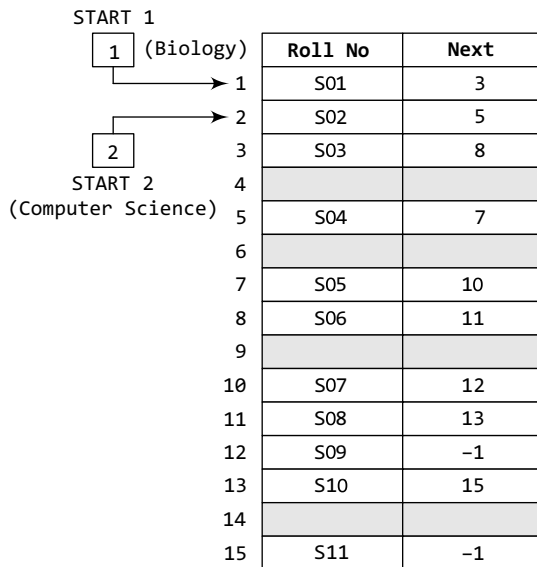 START 1
1 (Biology)
Roll No Next
1 S01 3
2 S02 5
2
3 S03 8
START 2
4
(Computer Science)
5 S04 7
6
7 S05 10
8 S06 11
9
10 S07 12
11 S08 13
12 S09 –1
13 S10 15
14
15 S11 –1